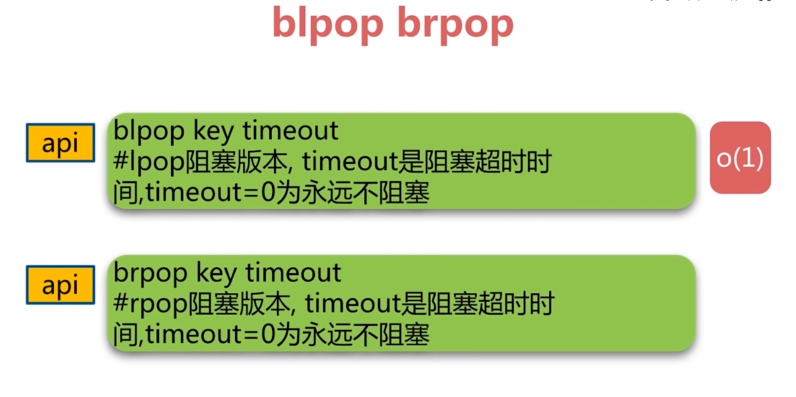 blpop brpop
api
blpop key timeout
#lpop阻塞版本, timeout是阻塞超时时
间,timeout=0为永远不阻塞
o(1)
api
brpop key timeout
#rpop阻塞版本, timeout是阻塞超时时
间,timeout=0为永远不阻塞